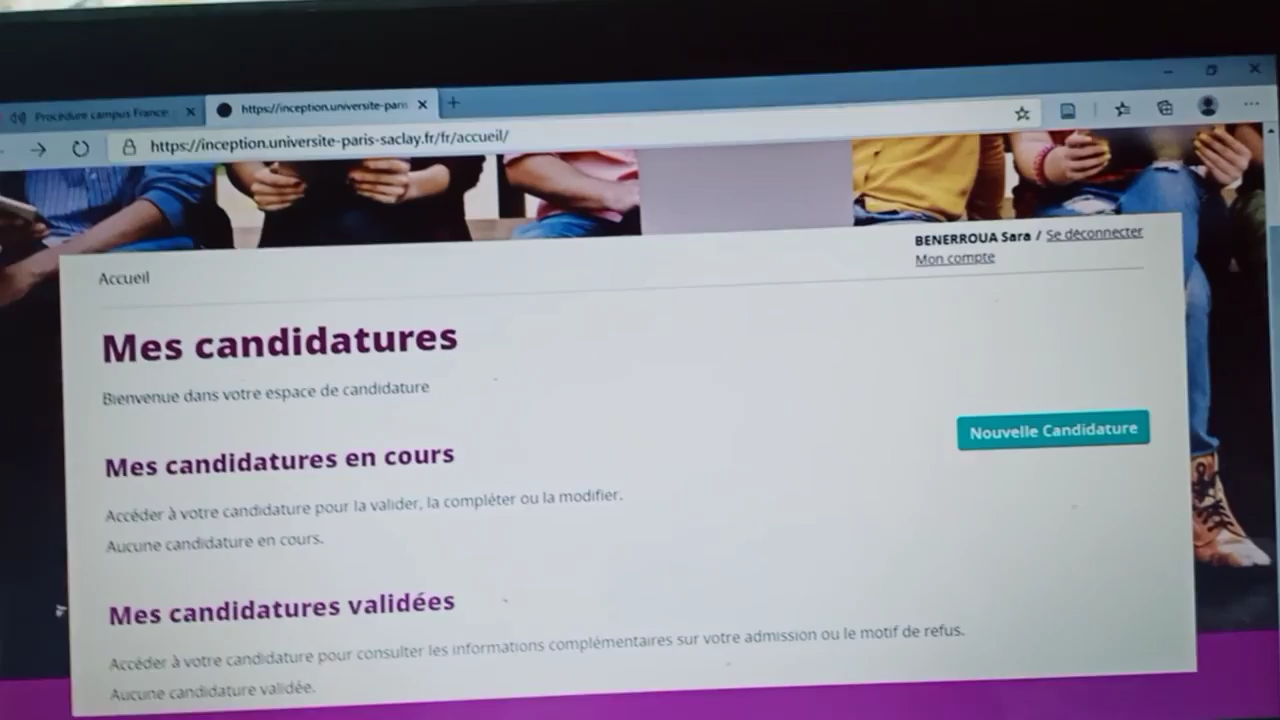 Procédure campus France
https://inception.universite-paris
https://inception.universite-paris-saclay.fr/fr/accueil/
BENERROUA Sara / Se déconnecter
Mon compte
Accueil
Mes candidatures
Bienvenue dans votre espace de candidature
Nouvelle Candidature
Mes candidatures en cours
Accéder à votre candidature pour la valider, la compléter ou la modifier.
Aucune candidature en cours.
Mes candidatures validées
Accéder à votre candidature pour consulter les informations complémentaires sur votre admission ou le motif de refus.
Aucune candidature validée.